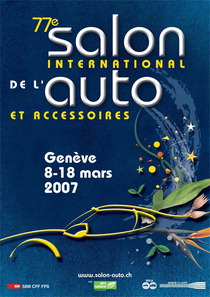 77e
salon
INTERNATIONAL
DE L'auto
ET ACCESSOIRES
Genève
8-18 mars
2007
www.salon-auto.ch
SBB CFF FFS